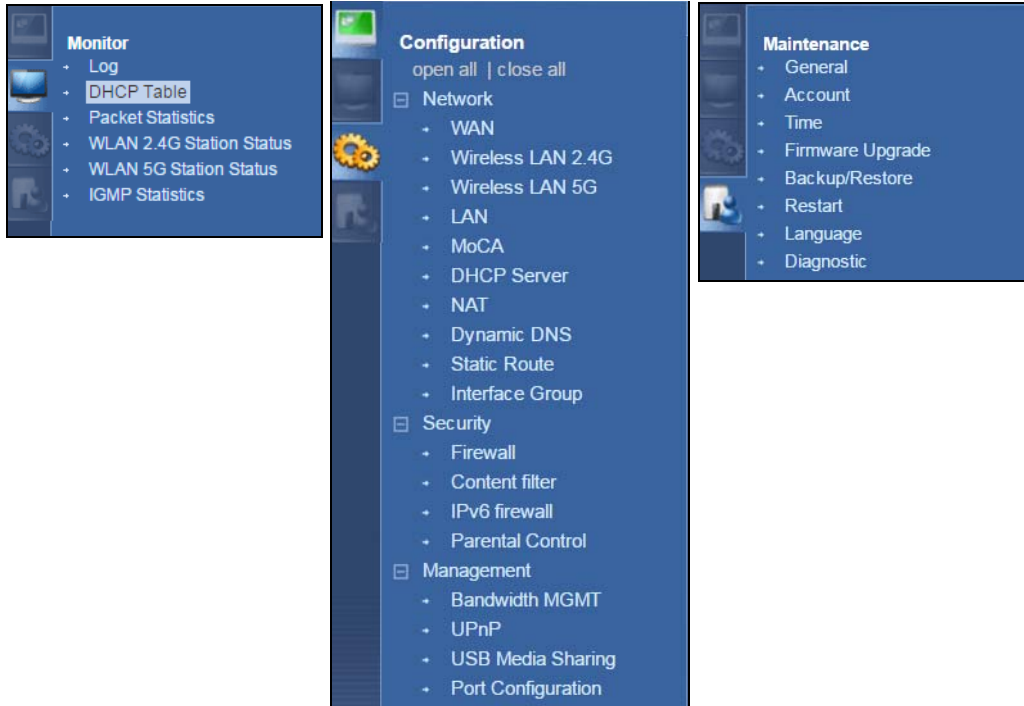 Monitor
Log
DHCP Table
Packet Statistics
WLAN 2.4G Station Status
WLAN 5G Station Status
IGMP Statistics
Configuration
open all | close all
Network
WAN
Wireless LAN 2.4G
Wireless LAN 5G
LAN
MoCA
DHCP Server
NAT
Dynamic DNS
Static Route
Interface Group
Security
Firewall
Content filter
IPv6 firewall
Parental Control
Management
Bandwidth MGMT
UPnP
USB Media Sharing
Port Configuration
Maintenance
General
Account
Time
Firmware Upgrade
Backup/Restore
Restart
Language
Diagnostic